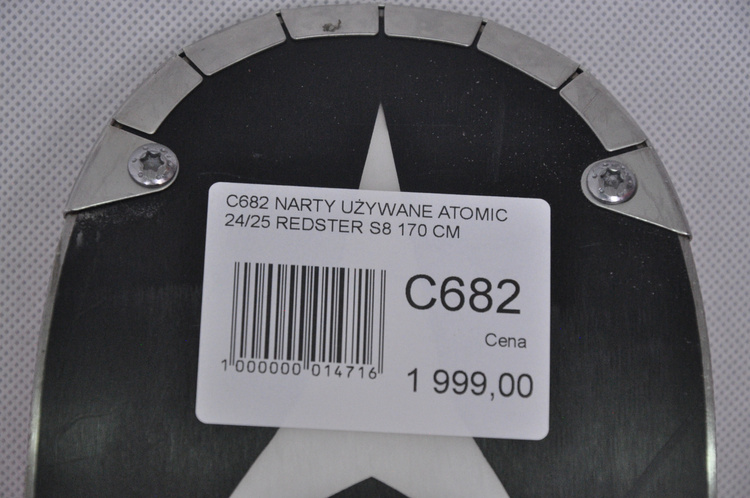 C682 NARTY UŻYWANE ATOMIC
24/25 REDSTER S8 170 CM
C682
Cena
1 999,00
1 000000 014716